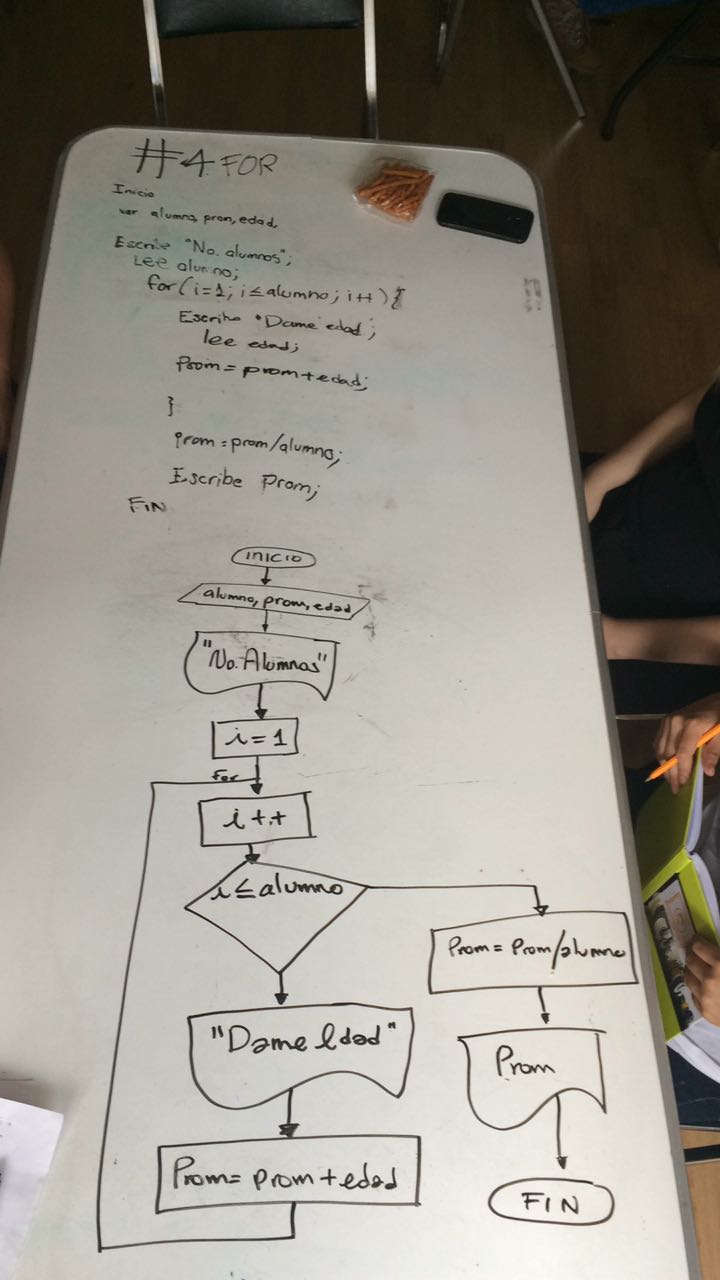 #4 FOR
Inicio
var alumno, prom, edad,
Escribe "No. alumnos";
Lee alumno;
for(i=1; i≤alumno; i++){
Escribe "Dame edad;
lee edad;
Prom = prom+edad;
}
Prom = prom/alumno;
Escribe Prom;
FIN
INICIO
alumno, prom, edad
"No. Alumnos"
i=1
for
i++
i≤alumno
Prom = Prom/alumno
"Dame Edad"
Prom
Prom = prom + edad
FIN